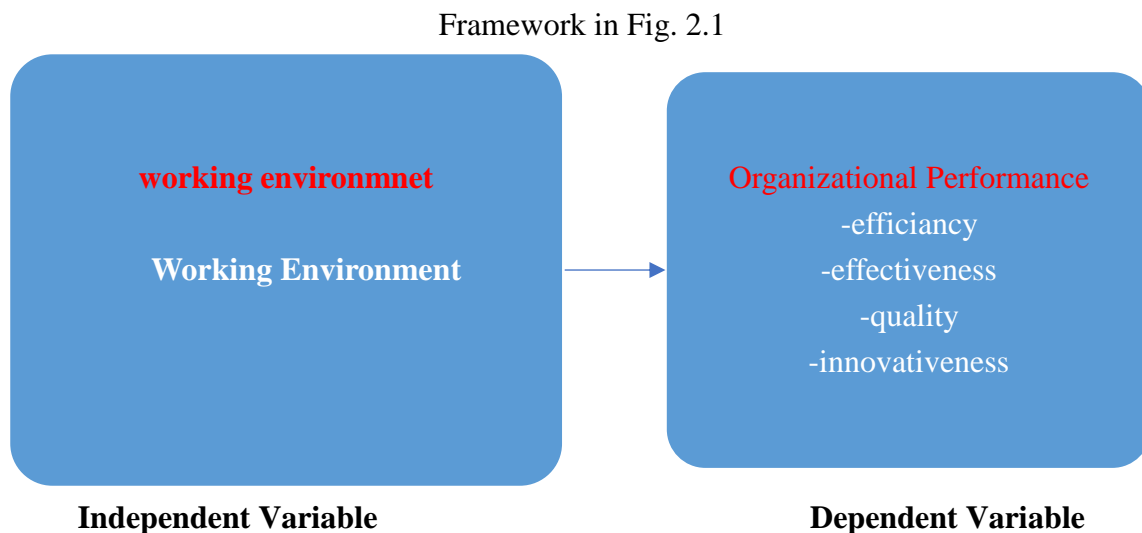 Framework in Fig. 2.1
working environmnet
Working Environment
Organizational Performance
-efficiancy
-effectiveness
-quality
-innovativeness
Independent Variable
Dependent Variable